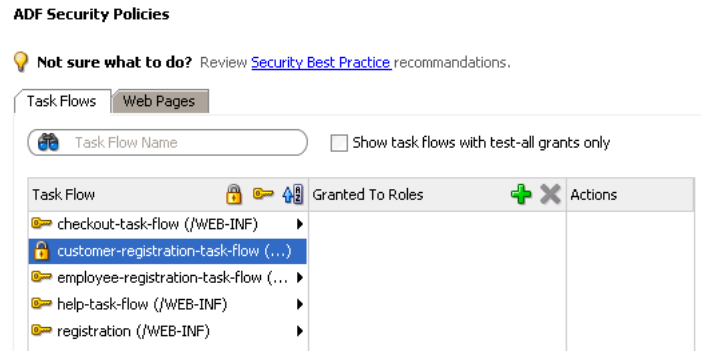 ADF Security Policies
Not sure what to do? Review Security Best Practice recommandations.
Task Flows Web Pages
Task Flow Name Show task flows with test-all grants only
Task Flow Granted To Roles Actions
checkout-task-flow (/WEB-INF)
customer-registration-task-flow (...)
employee-registration-task-flow (...
help-task-flow (/WEB-INF)
registration (/WEB-INF)